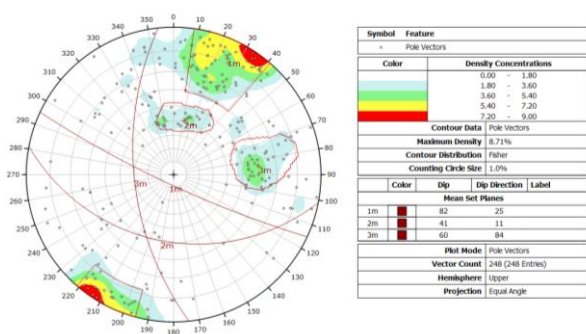 0
10
20
30
40
50
60
70
80
90
100
110
120
130
140
150
160
170
180
190
200
210
220
230
240
250
260
270
280
290
300
310
320
330
340
1m
2m
3m
3m
1m
2m
Symbol Feature
Pole Vectors
Color Density Concentrations
0.00 - 1.80
1.80 - 3.60
3.60 - 5.40
5.40 - 7.20
7.20 - 9.00
Contour Data Pole Vectors
Maximum Density 8.71%
Contour Distribution Fisher
Counting Circle Size 1.0%
Color Dip Dip Direction Label
Mean Set Planes
1m 82 25
2m 41 11
3m 60 84
Plot Mode Pole Vectors
Vector Count 248 (248 Entries)
Hemisphere Upper
Projection Equal Angle